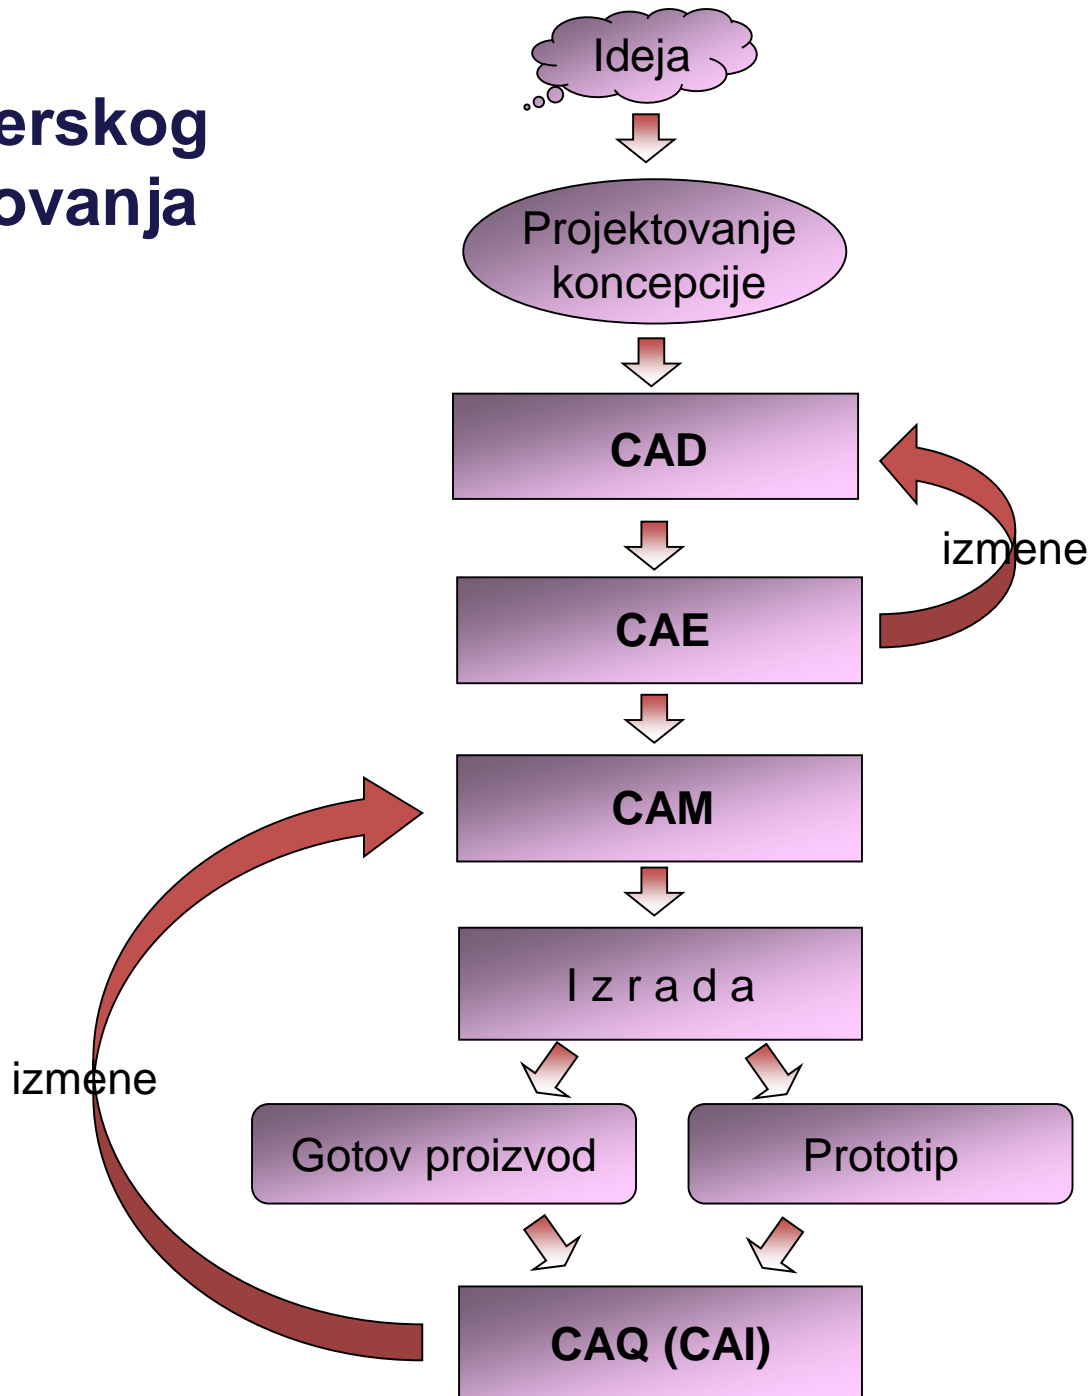 Ideja
erskog
ovanja
Projektovanje
koncepcije
CAD
izmene
CAE
CAM
I z r a d a
izmene
Gotov proizvod
Prototip
CAQ (CAI)